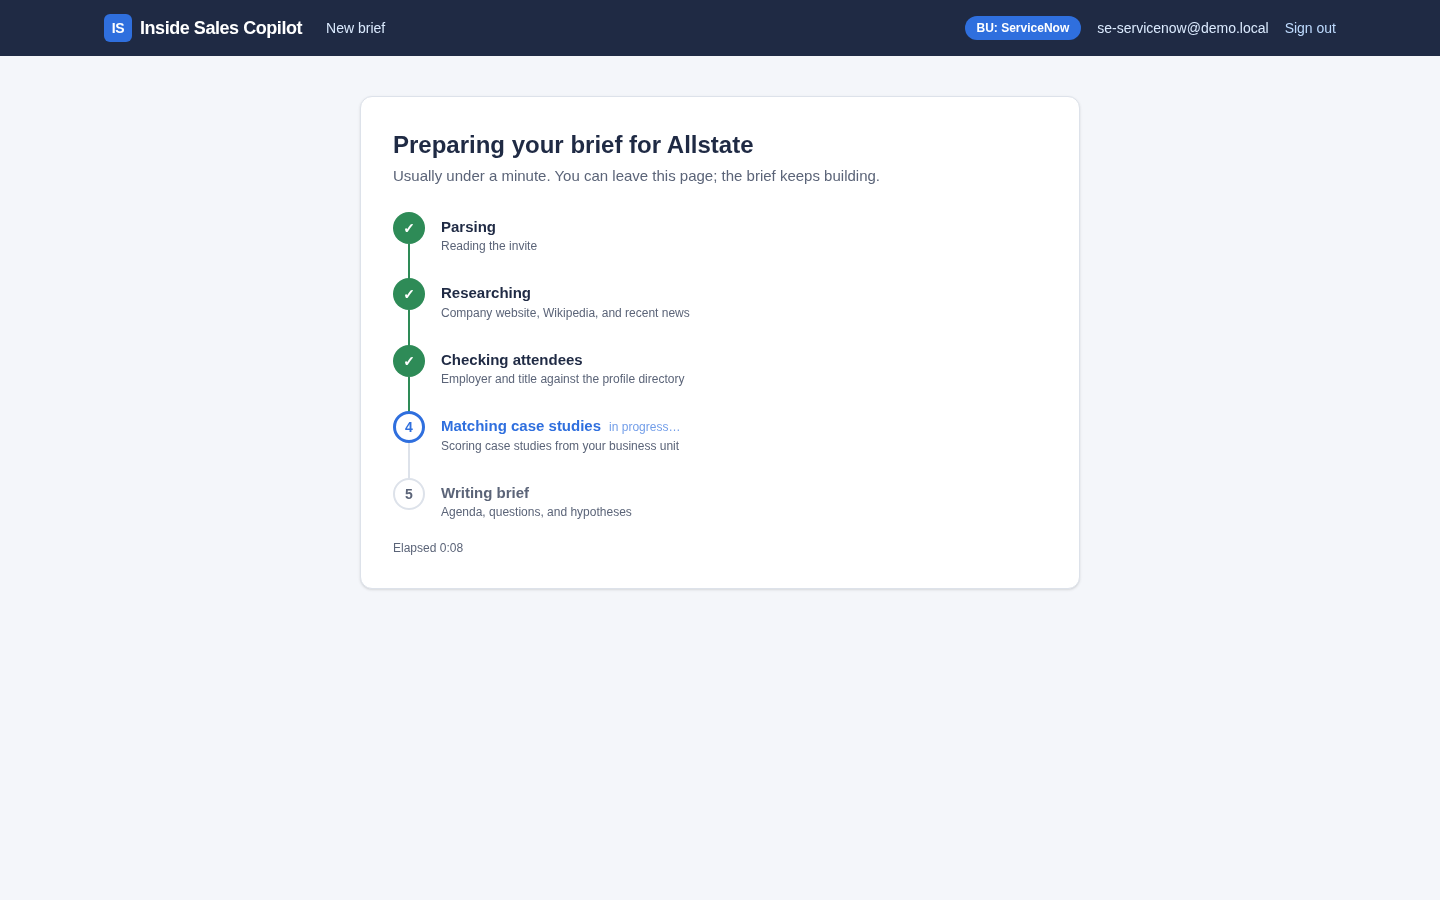 IS Inside Sales Copilot New brief BU: ServiceNow se-servicenow@demo.local Sign out
Preparing your brief for Allstate
Usually under a minute. You can leave this page; the brief keeps building.
✓ Parsing
Reading the invite
✓ Researching
Company website, Wikipedia, and recent news
✓ Checking attendees
Employer and title against the profile directory
4 Matching case studies in progress…
Scoring case studies from your business unit
5 Writing brief
Agenda, questions, and hypotheses
Elapsed 0:08